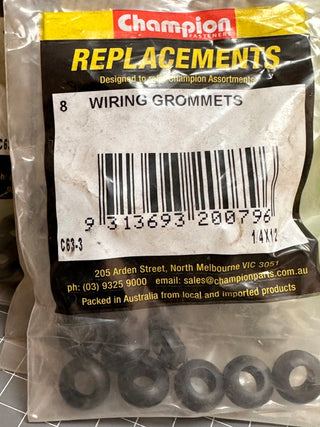 Champion
FASTENERS
REPLACEMENTS
Designed to refill Champion Assortments
8 WIRING GROMMETS
9 313693 200796
C63-3 1/4X12
205 Arden Street, North Melbourne VIC 3051
ph: (03) 9325 9000 email: sales@championparts.com.au
Packed in Australia from local and imported products